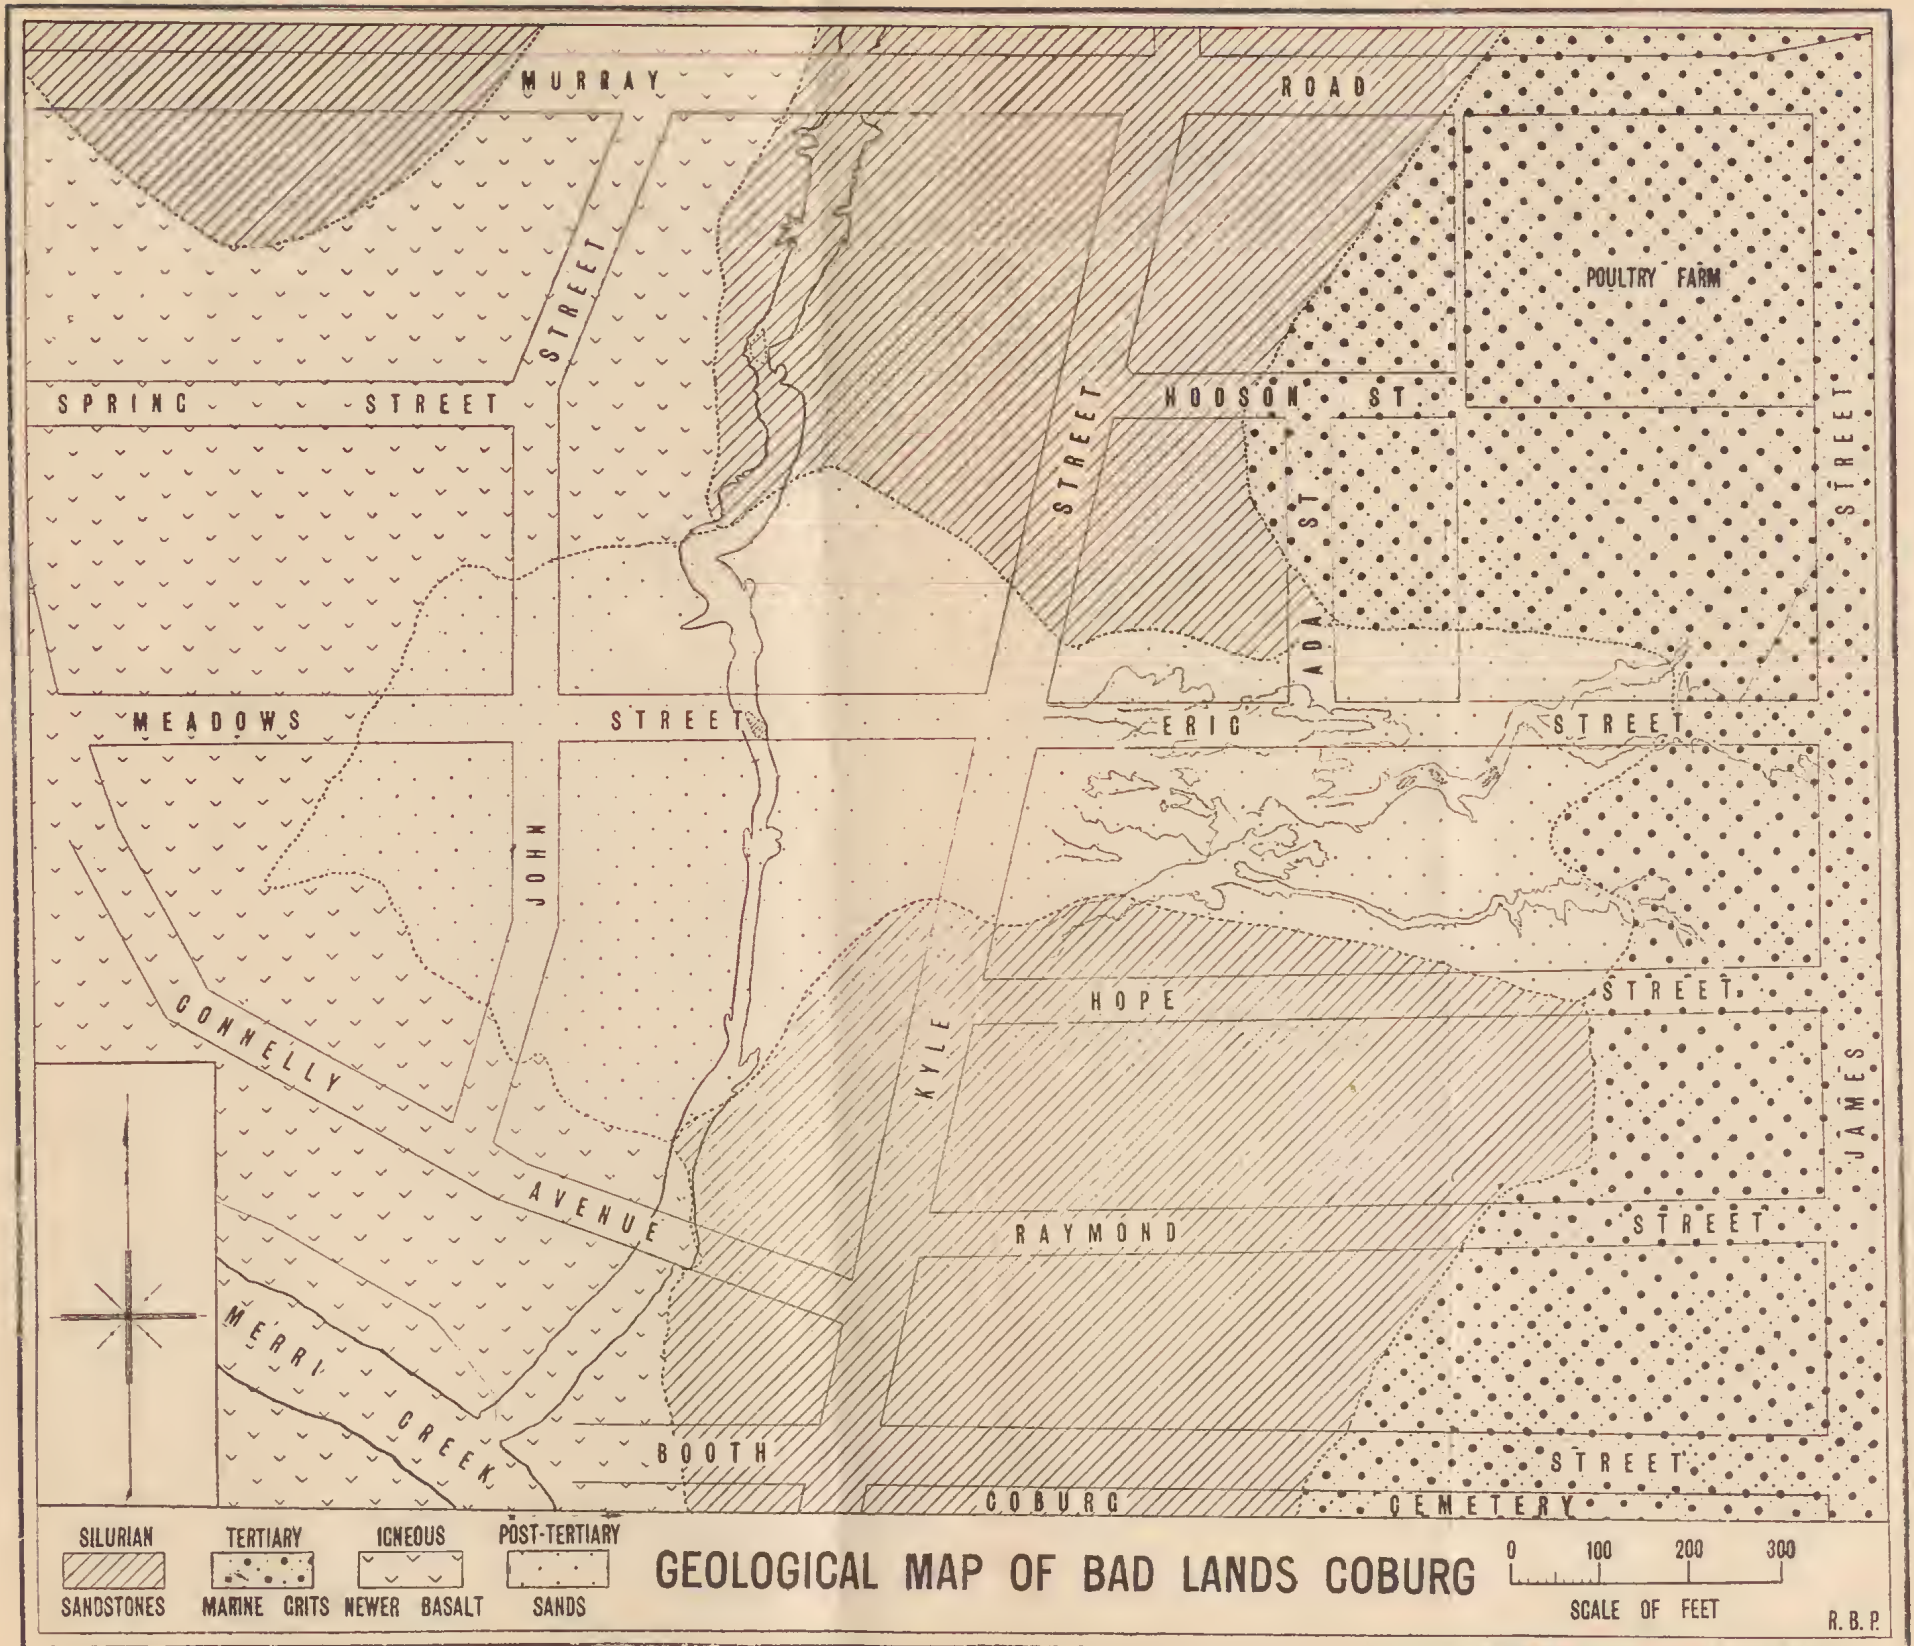 MURRAY ROAD
POULTRY FARM
STREET
SPRING STREET
HODSON ST.
STREET
STREET
ADA ST.
MEADOWS STREET
ERIC STREET
JOHN
CONNELLY AVENUE
HOPE STREET
KYLE
JAMES
RAYMOND STREET
MERRI CREEK
BOOTH STREET
COBURG CEMETERY
SILURIAN
SANDSTONES
TERTIARY
MARINE GRITS
IGNEOUS
NEWER BASALT
POST-TERTIARY
SANDS
GEOLOGICAL MAP OF BAD LANDS COBURG
0 100 200 300
SCALE OF FEET
R. B. P.